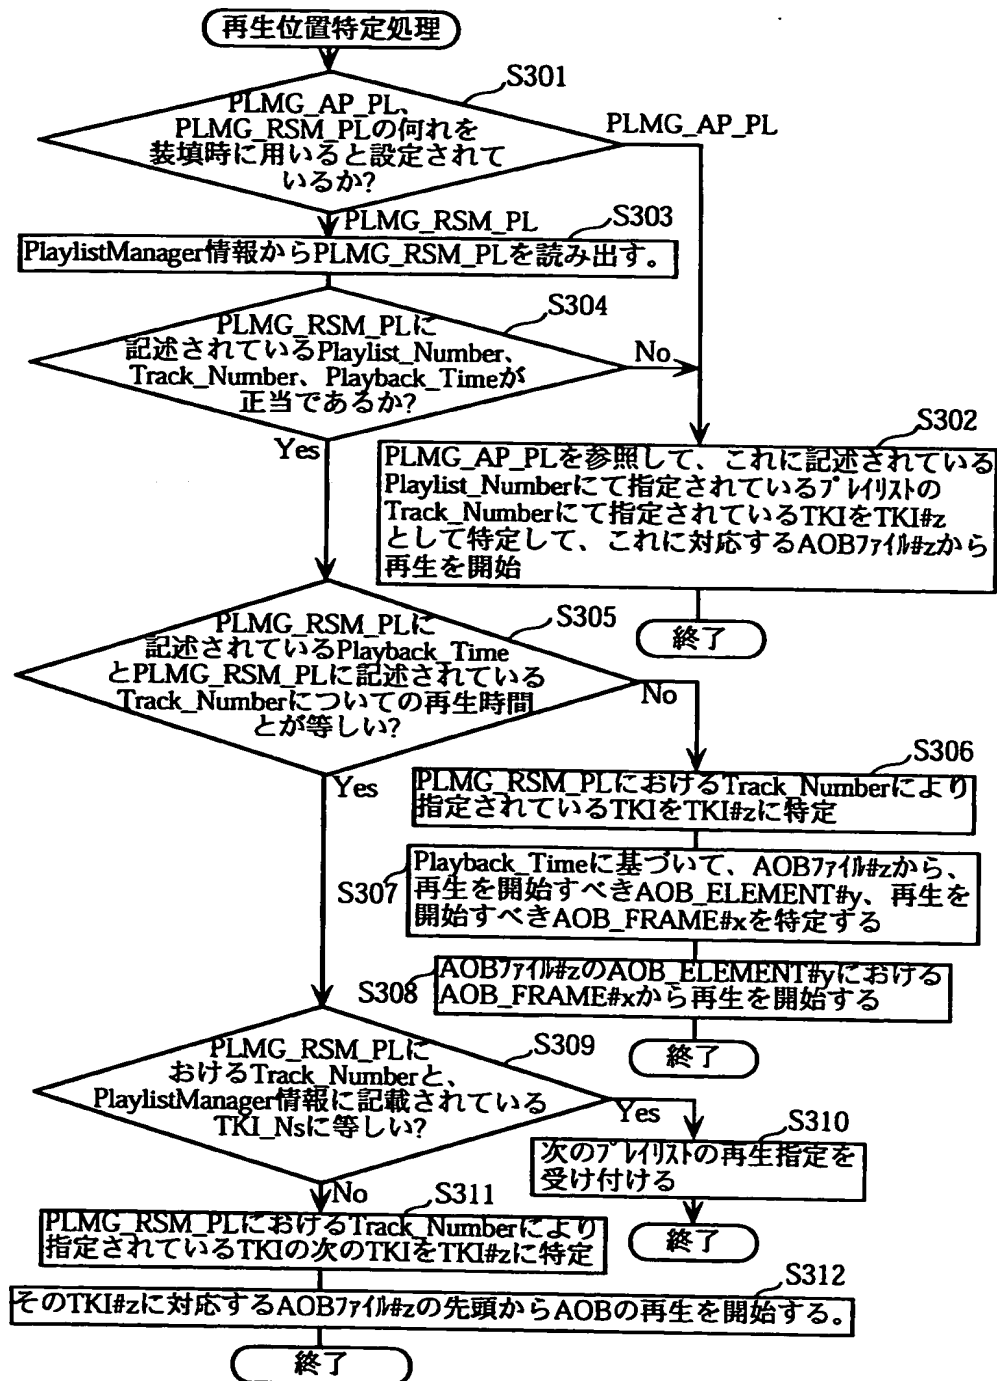 再生位置特定処理
S301
PLMG_AP_PL、
PLMG_RSM_PLの何れを
装填時に用いると設定されて
いるか?
PLMG_AP_PL
PLMG_RSM_PL
S303
PlaylistManager情報からPLMG_RSM_PLを読み出す。
S304
PLMG_RSM_PLに
記述されているPlaylist_Number、
Track_Number、Playback_Timeが
正当であるか?
No
Yes
S302
PLMG_AP_PLを参照して、これに記述されている
Playlist_Numberにて指定されているプレイリストの
Track_Numberにて指定されているTKIをTKI#z
として特定して、これに対応するAOBファイル#zから
再生を開始
終了
S305
PLMG_RSM_PLに
記述されているPlayback_Time
とPLMG_RSM_PLに記述されている
Track_Numberについての再生時間
とが等しい?
No
Yes
S306
PLMG_RSM_PLにおけるTrack_Numberにより
指定されているTKIをTKI#zに特定
S307
Playback_Timeに基づいて、AOBファイル#zから、
再生を開始すべきAOB_ELEMENT#y、再生を
開始すべきAOB_FRAME#xを特定する
S308
AOBファイル#zのAOB_ELEMENT#yにおける
AOB_FRAME#xから再生を開始する
終了
S309
PLMG_RSM_PLに
おけるTrack_Numberと、
PlaylistManager情報に記載されている
TKI_Nsに等しい?
Yes
No
S310
次のプレイリストの再生指定を
受け付ける
終了
S311
PLMG_RSM_PLにおけるTrack_Numberにより
指定されているTKIの次のTKIをTKI#zに特定
S312
そのTKI#zに対応するAOBファイル#zの先頭からAOBの再生を開始する。
終了